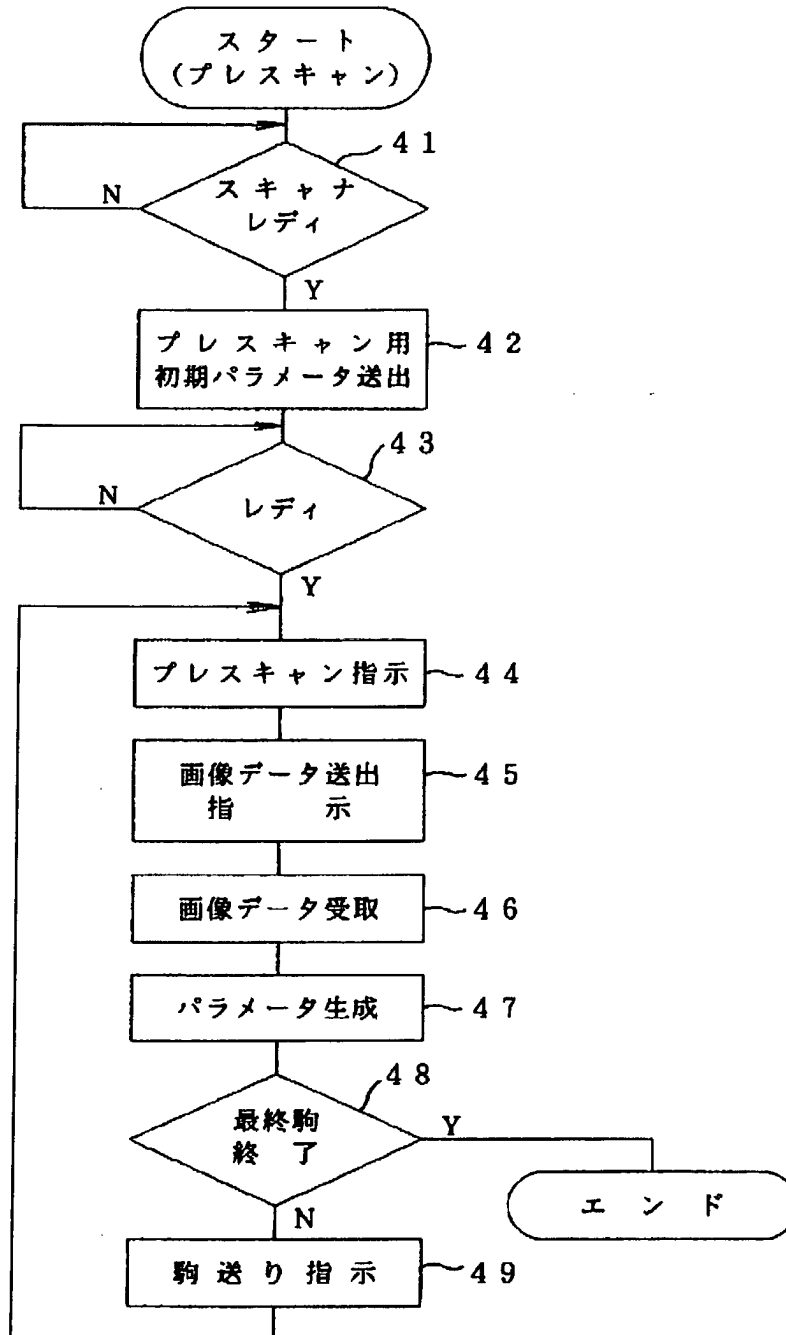 スタート
(プレスキャン)
41
スキャナ
レディ
N
Y
プレスキャン用
初期パラメータ送出
42
43
レディ
N
Y
プレスキャン指示
44
画像データ送出
指示
45
画像データ受取
46
パラメータ生成
47
48
最終駒
終了
Y
エンド
N
駒送り指示
49